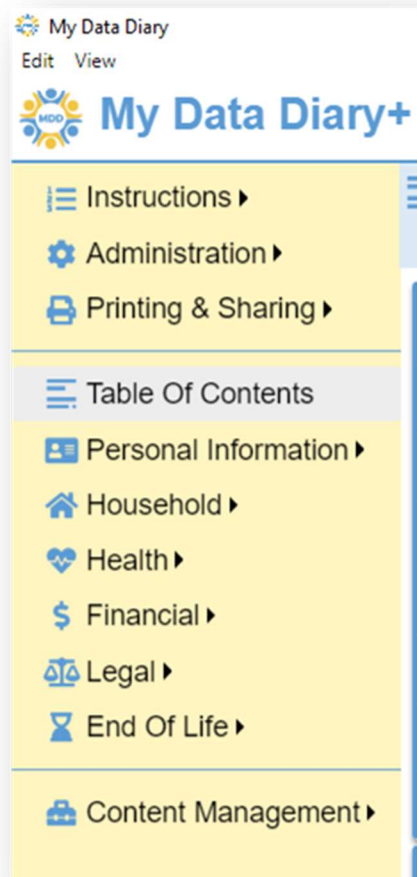 My Data Diary
Edit View
MDD My Data Diary+
Instructions
Administration
Printing & Sharing
Table Of Contents
Personal Information
Household
Health
Financial
Legal
End Of Life
Content Management